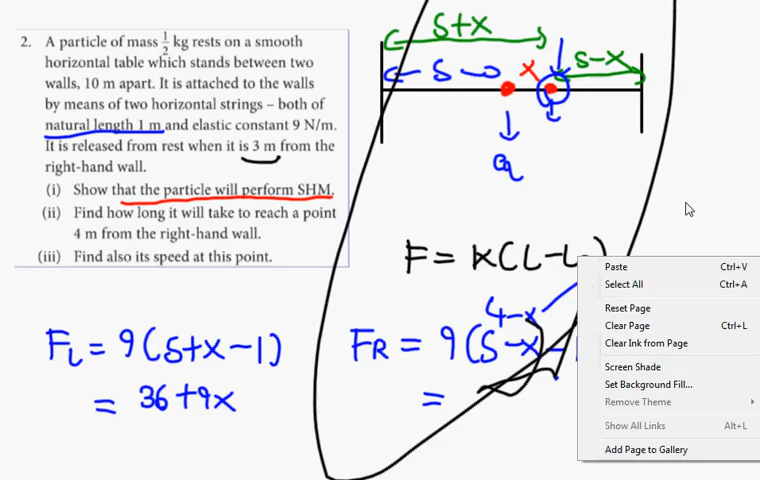 2. A particle of mass 1/2 kg rests on a smooth
horizontal table which stands between two
walls, 10 m apart. It is attached to the walls
by means of two horizontal strings – both of
natural length 1 m and elastic constant 9 N/m.
It is released from rest when it is 3 m from the
right-hand wall.
(i) Show that the particle will perform SHM.
(ii) Find how long it will take to reach a point
4 m from the right-hand wall.
(iii) Find also its speed at this point.
5+x
5-x
5
x
Eq
F = K(L-L
4-x
FL = 9(5+x-1)
= 36+9x
FR = 9(5-x)-
=
Paste Ctrl+V
Select All Ctrl+A
Reset Page
Clear Page Ctrl+L
Clear Ink from Page
Screen Shade
Set Background Fill...
Remove Theme
Show All Links Alt+L
Add Page to Gallery